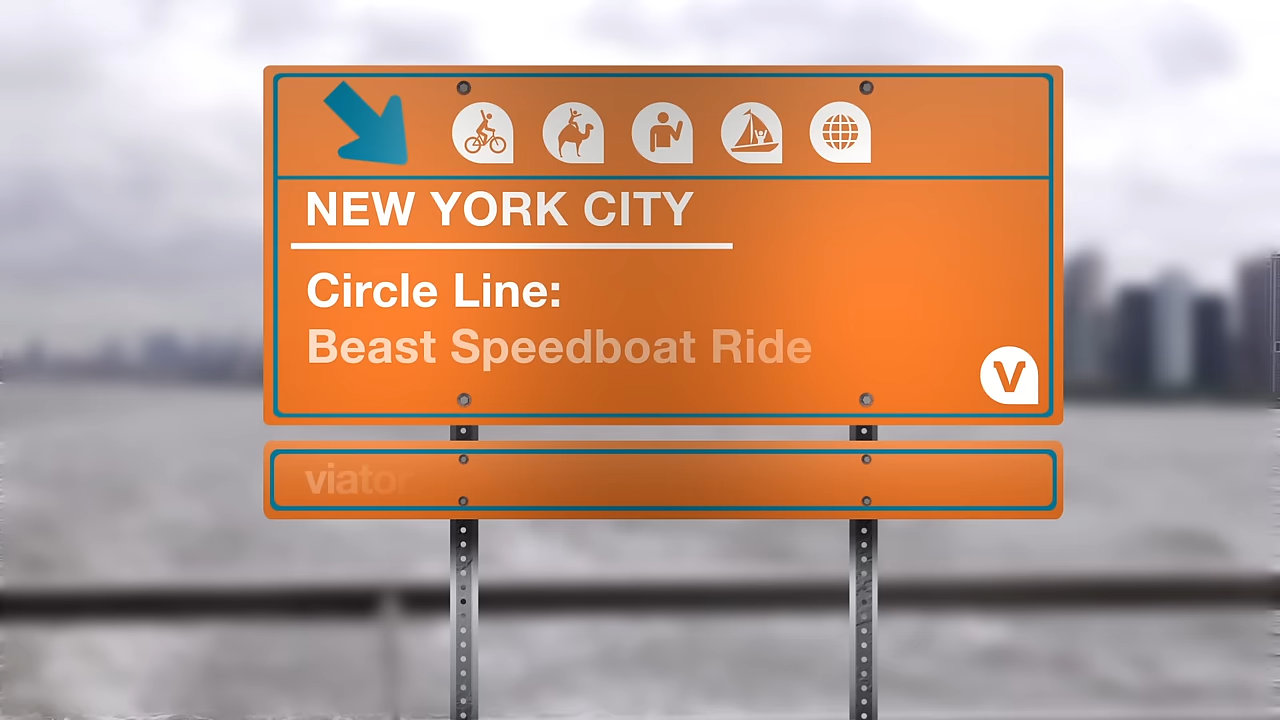 NEW YORK CITY
Circle Line:
Beast Speedboat Ride
V
viator